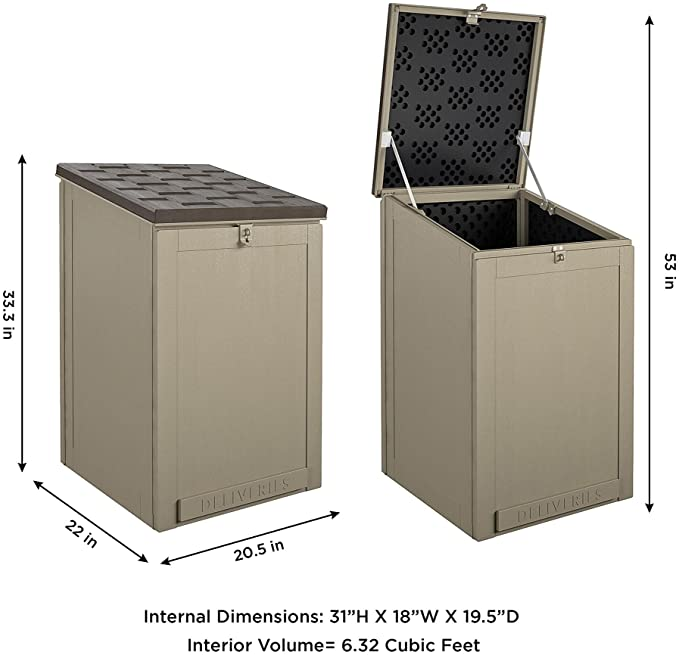 33.3 in
22 in
20.5 in
DELIVERIES
53 in
DELIVERIES
Internal Dimensions: 31"H X 18"W X 19.5"D
Interior Volume= 6.32 Cubic Feet